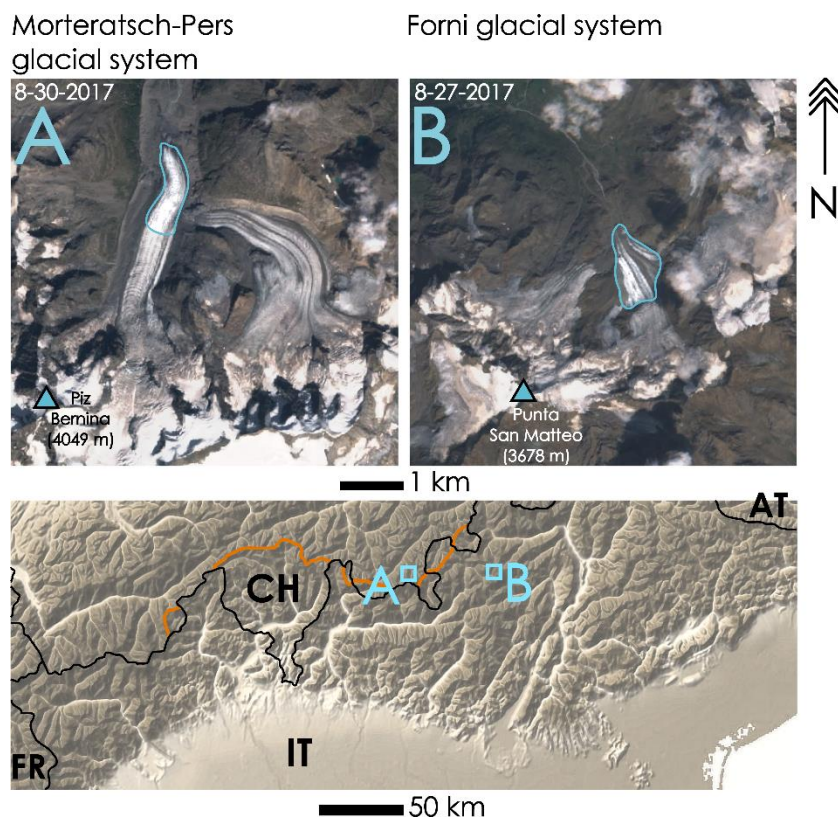 Morteratsch-Pers
glacial system
Forni glacial system
8-30-2017
A
8-27-2017
B
N
Piz
Bernina
(4049 m)
Punta
San Matteo
(3678 m)
1 km
AT
CH
A
B
FR
IT
50 km